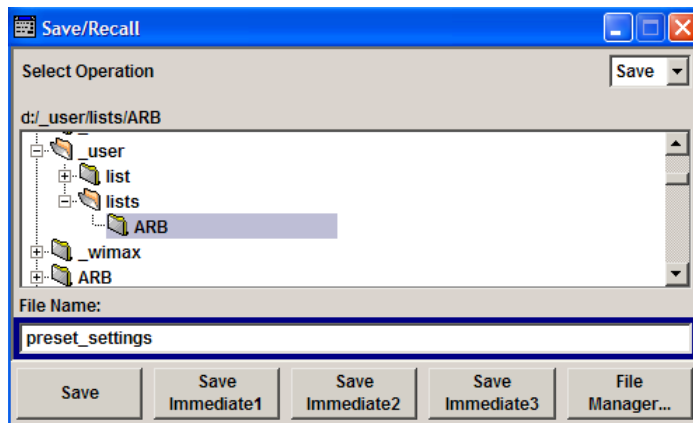 Save/Recall
Select Operation
Save
d:/_user/lists/ARB
_user
list
lists
ARB
_wimax
ARB
File Name:
preset_settings
Save
Save
Immediate1
Save
Immediate2
Save
Immediate3
File
Manager...